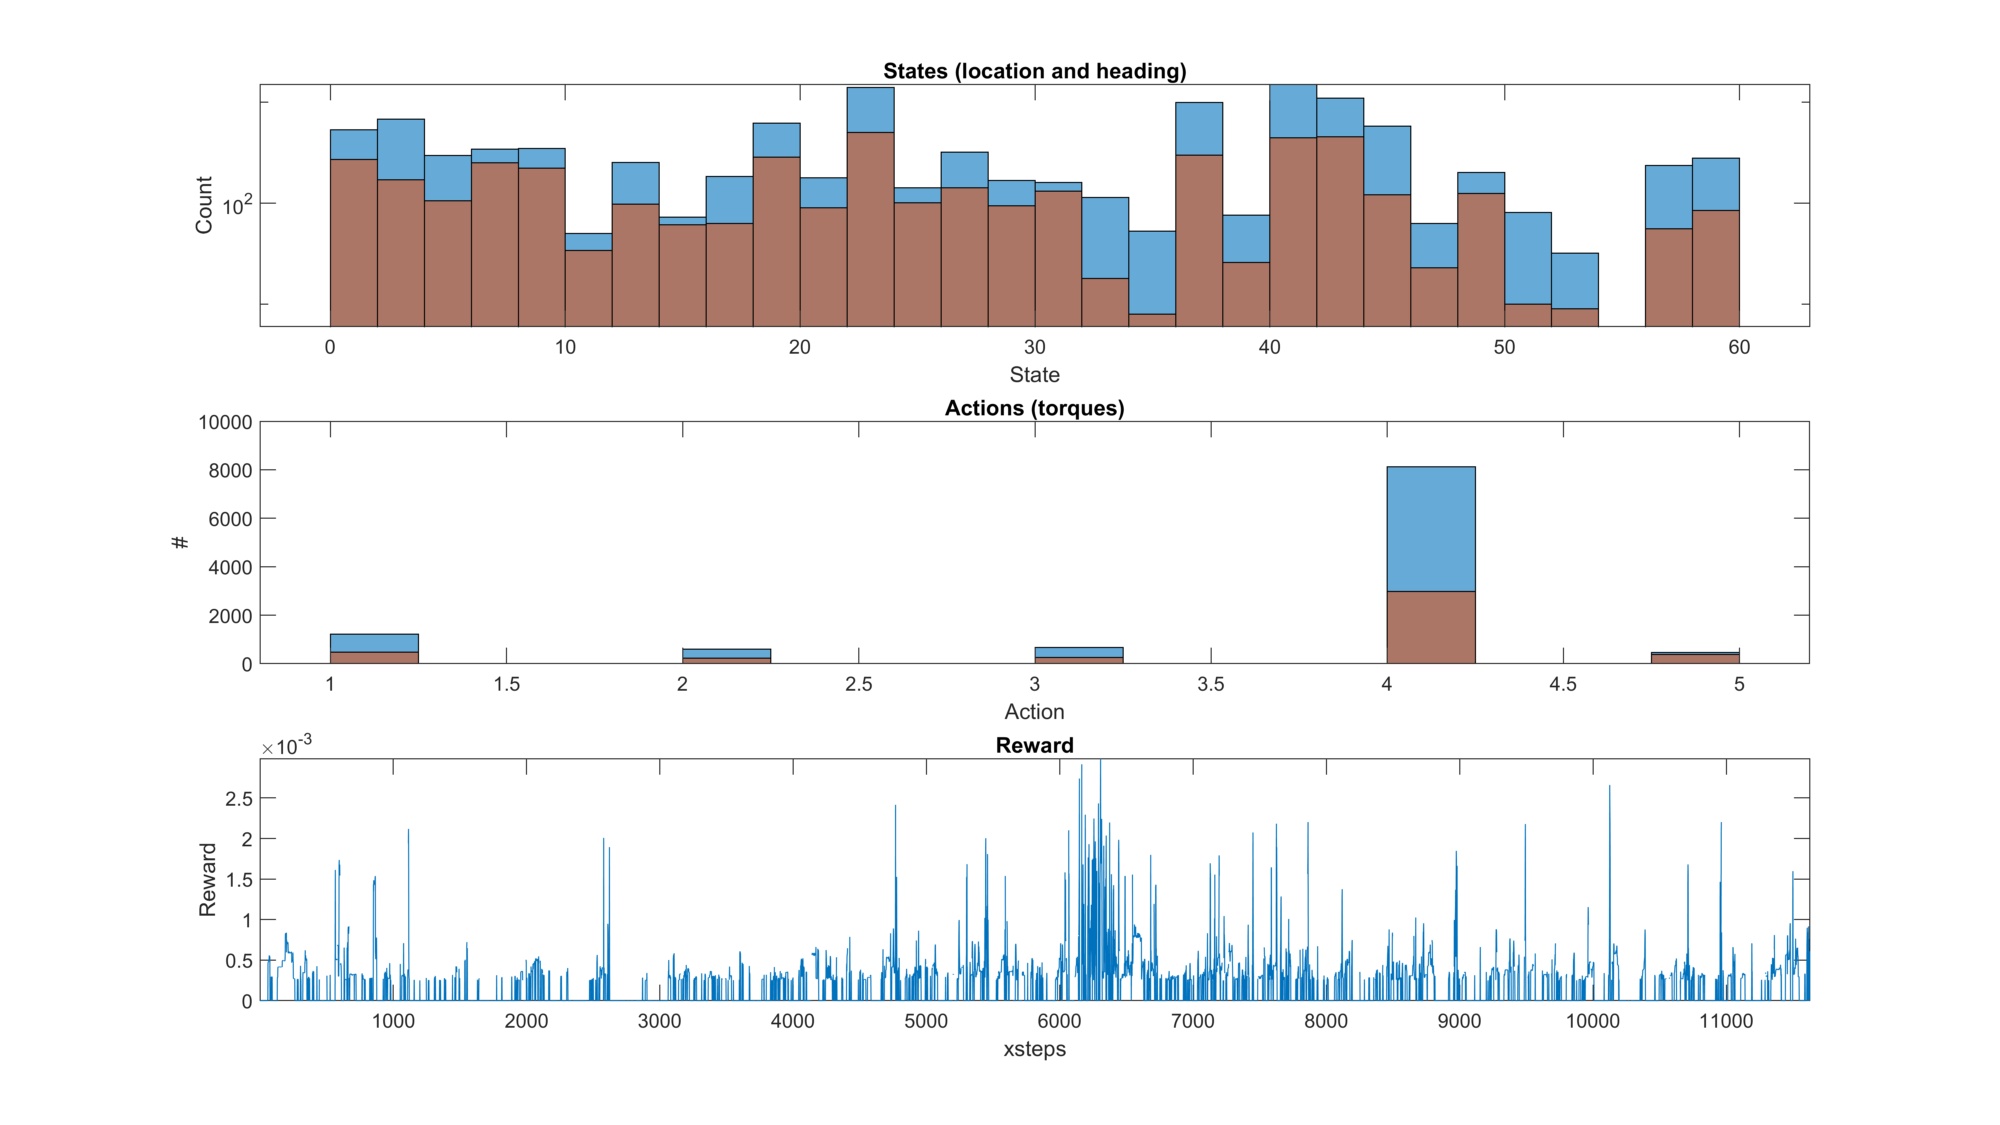 States (location and heading)
Count
10^2
0 10 20 30 40 50 60
State
Actions (torques)
#
10000
8000
6000
4000
2000
0
1 1.5 2 2.5 3 3.5 4 4.5 5
Action
×10^-3
Reward
Reward
2.5
2
1.5
1
0.5
0
1000 2000 3000 4000 5000 6000 7000 8000 9000 10000 11000
xsteps